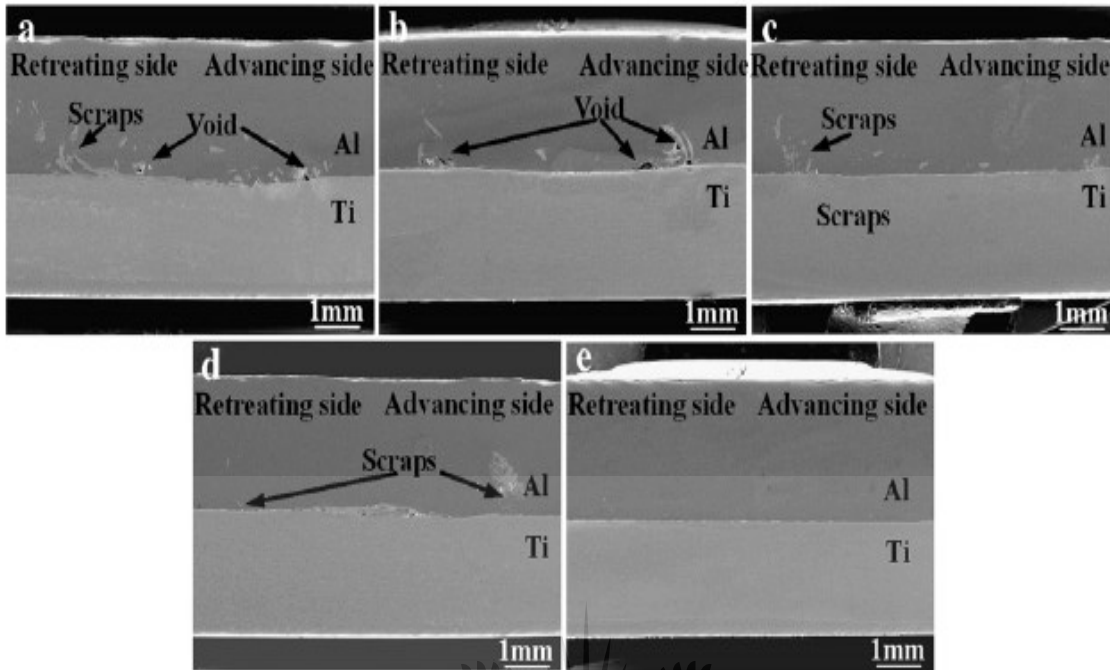 a
Retreating side Advancing side
Scraps
Void
Al
Ti
1mm
b
Retreating side Advancing side
Void
Al
Ti
1mm
c
Retreating side Advancing side
Scraps
Al
Ti
Scraps
1mm
d
Retreating side Advancing side
Scraps
Al
Ti
1mm
e
Retreating side Advancing side
Al
Ti
1mm